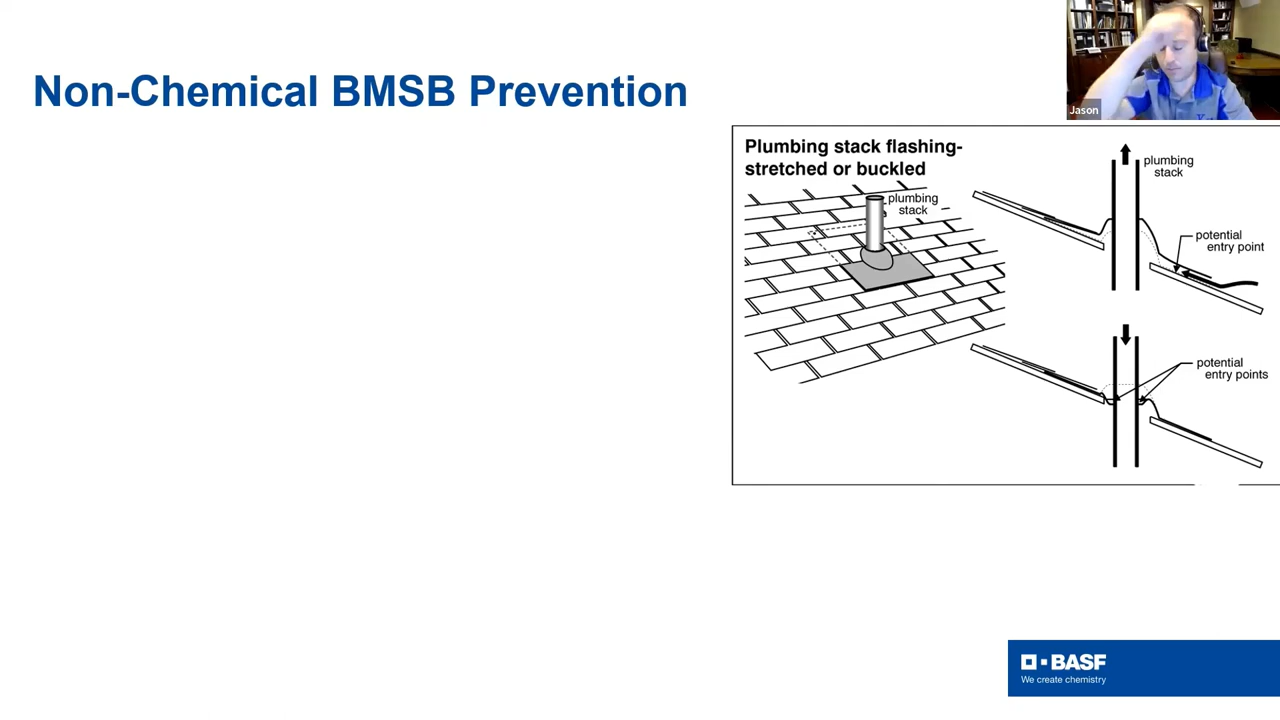 Non-Chemical BMSB Prevention
Jason
Plumbing stack flashing-
stretched or buckled
plumbing
stack
plumbing
stack
potential
entry point
potential
entry points
BASF
We create chemistry